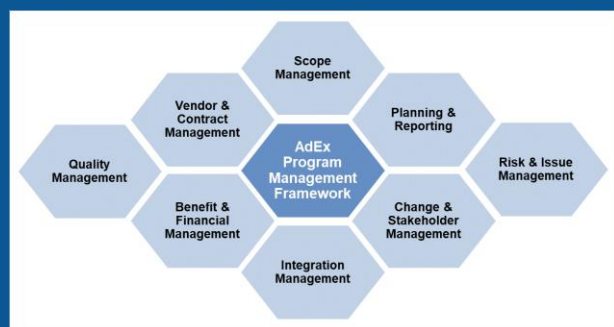 Scope
Management
Vendor &
Contract
Management
Planning &
Reporting
Quality
Management
AdEx
Program
Management
Framework
Risk & Issue
Management
Benefit &
Financial
Management
Change &
Stakeholder
Management
Integration
Management